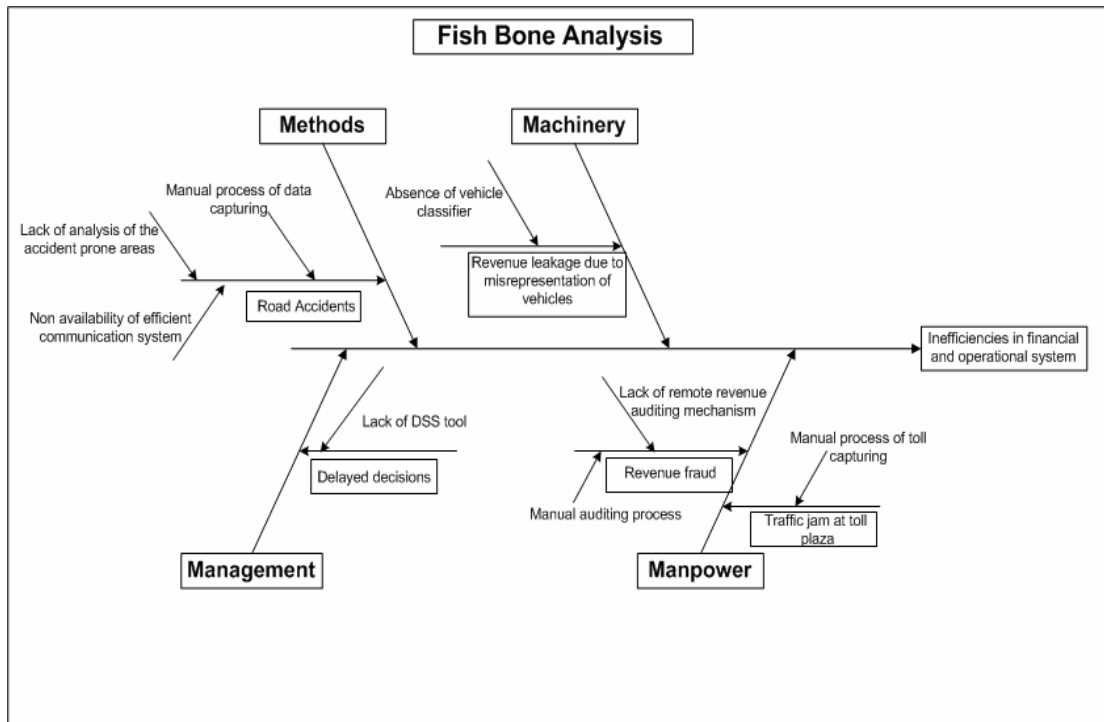 Fish Bone Analysis
Methods
Machinery
Manual process of data
capturing
Absence of vehicle
classifier
Lack of analysis of the
accident prone areas
Revenue leakage due to
misrepresentation of
vehicles
Road Accidents
Non availability of efficient
communication system
Inefficiencies in financial
and operational system
Lack of DSS tool
Delayed decisions
Lack of remote revenue
auditing mechanism
Revenue fraud
Manual auditing process
Manual process of toll
capturing
Traffic jam at toll
plaza
Management
Manpower